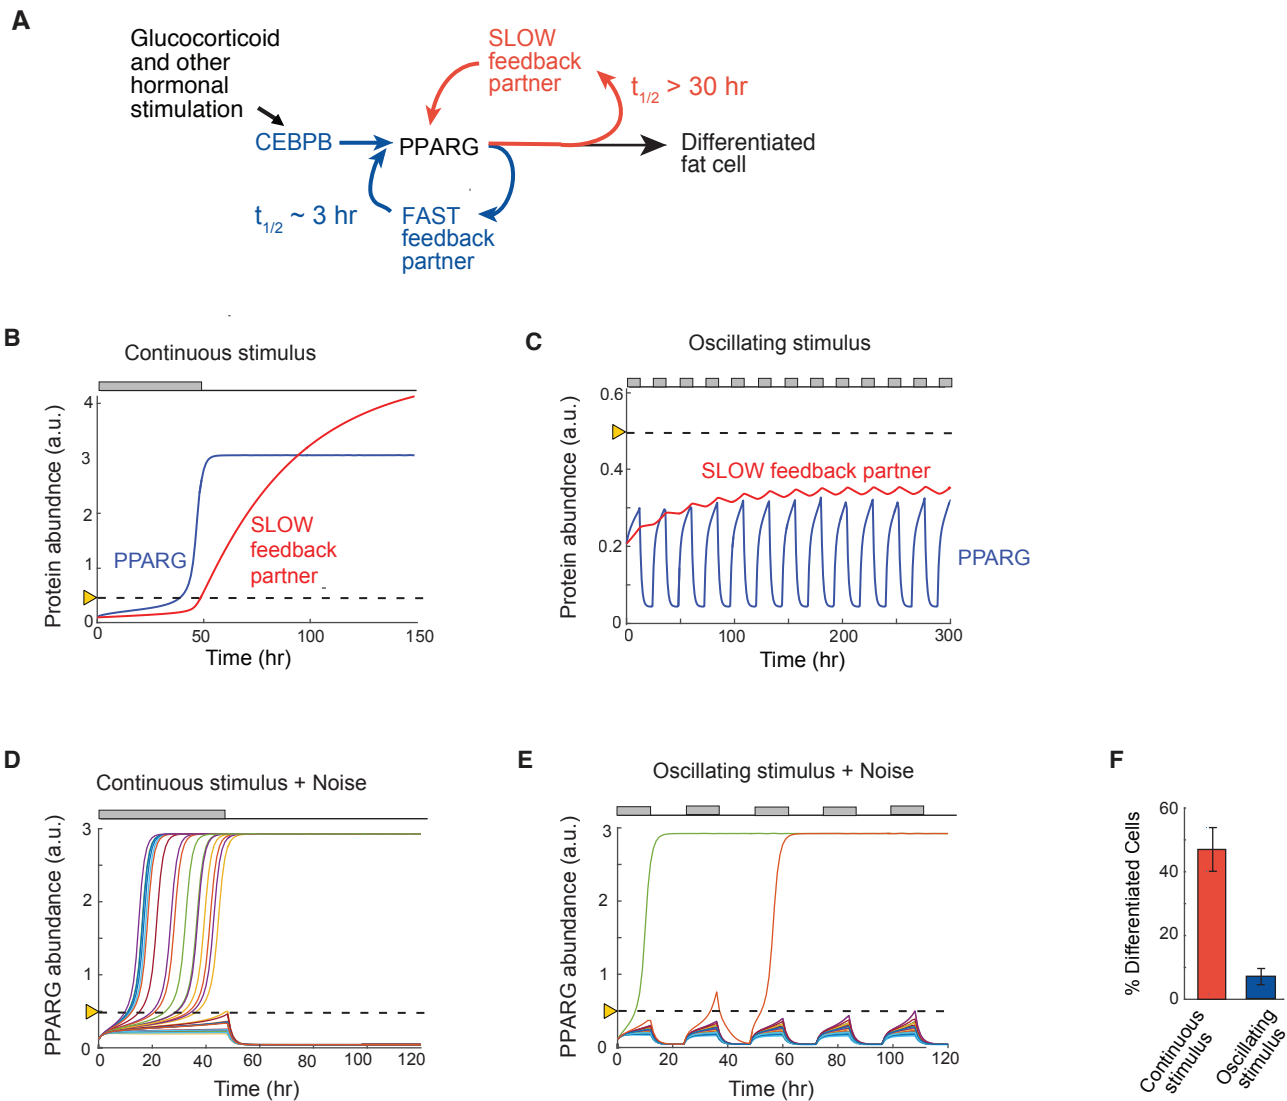 A
Glucocorticoid
and other
hormonal
stimulation
SLOW
feedback
partner
t1/2 > 30 hr
CEBPB
PPARG
Differentiated
fat cell
t1/2 ~ 3 hr
FAST
feedback
partner
B
Continuous stimulus
Protein abundnce (a.u.)
4
3
2
1
0
PPARG
SLOW
feedback
partner
0
50
100
150
Time (hr)
C
Oscillating stimulus
Protein abundnce (a.u.)
0.6
0.4
0.2
0
SLOW feedback partner
PPARG
0
100
200
300
Time (hr)
D
Continuous stimulus + Noise
PPARG abundance (a.u.)
3
2
1
0
0
20
40
60
80
100
120
Time (hr)
E
Oscillating stimulus + Noise
PPARG abundance (a.u.)
3
2
1
0
0
20
40
60
80
100
120
Time (hr)
F
% Differentiated Cells
60
40
20
0
Continuous
stimulus
Oscillating
stimulus